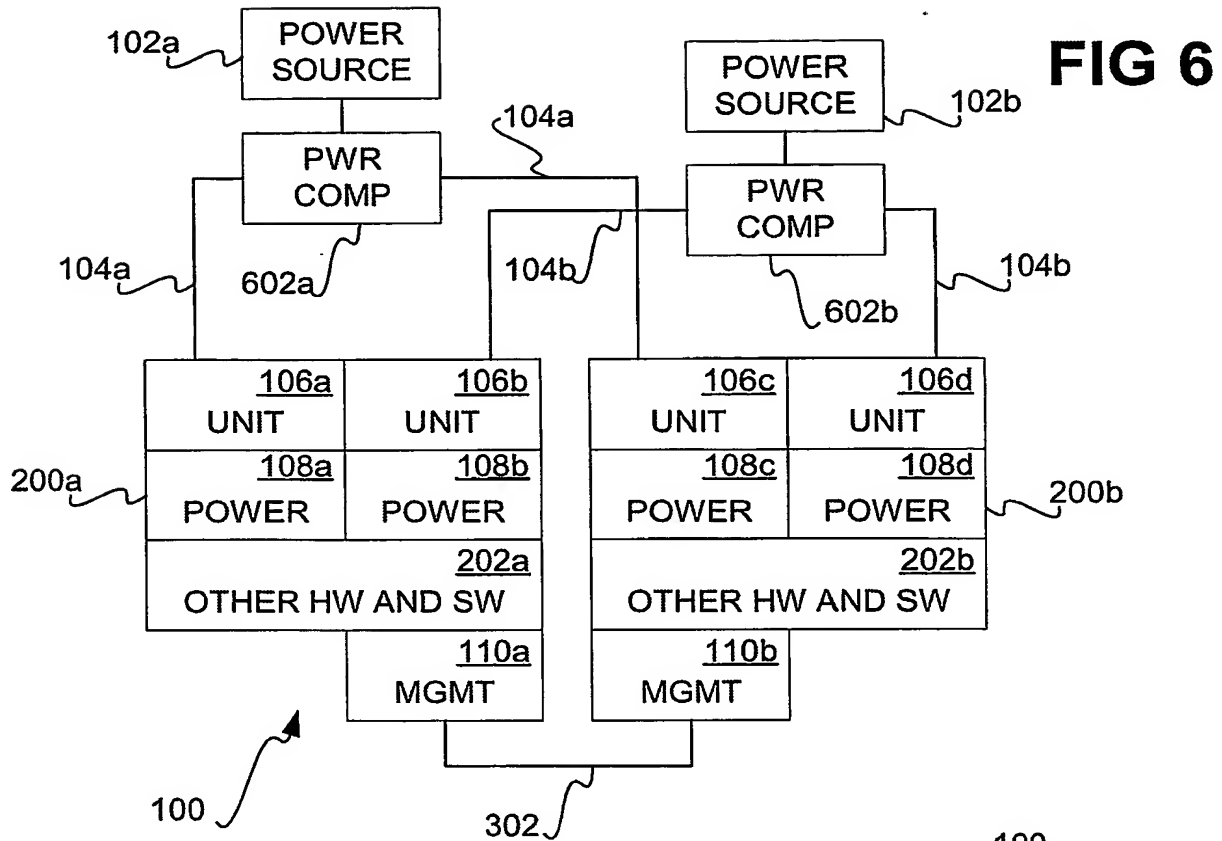 FIG 6
102a
POWER
SOURCE
POWER
SOURCE
102b
104a
PWR
COMP
PWR
COMP
104a
602a
104b
104b
602b
106a
UNIT
106b
UNIT
106c
UNIT
106d
UNIT
200a
108a
POWER
108b
POWER
108c
POWER
108d
POWER
200b
202a
OTHER HW AND SW
202b
OTHER HW AND SW
110a
MGMT
110b
MGMT
100
302